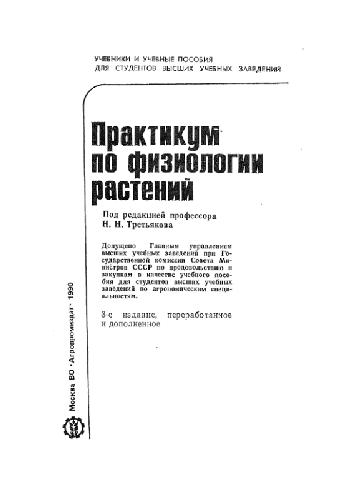 УЧЕБНИКИ И УЧЕБНЫЕ ПОСОБИЯ
ДЛЯ СТУДЕНТОВ ВЫСШИХ УЧЕБНЫХ ЗАВЕДЕНИЙ
Практикум
по физиологии
растений
Под редакцией профессора
Н. Н. Третьякова
Допущено Главным управлением
высших учебных заведений при Го-
сударственной комиссии Совета Ми-
нистров СССР по продовольствию и
закупкам в качестве учебного посо-
бия для студентов высших учебных
заведений по агрономическим специ-
альностям.
3-е издание, переработанное
и дополненное
Москва ВО «Агропромиздат» 1990